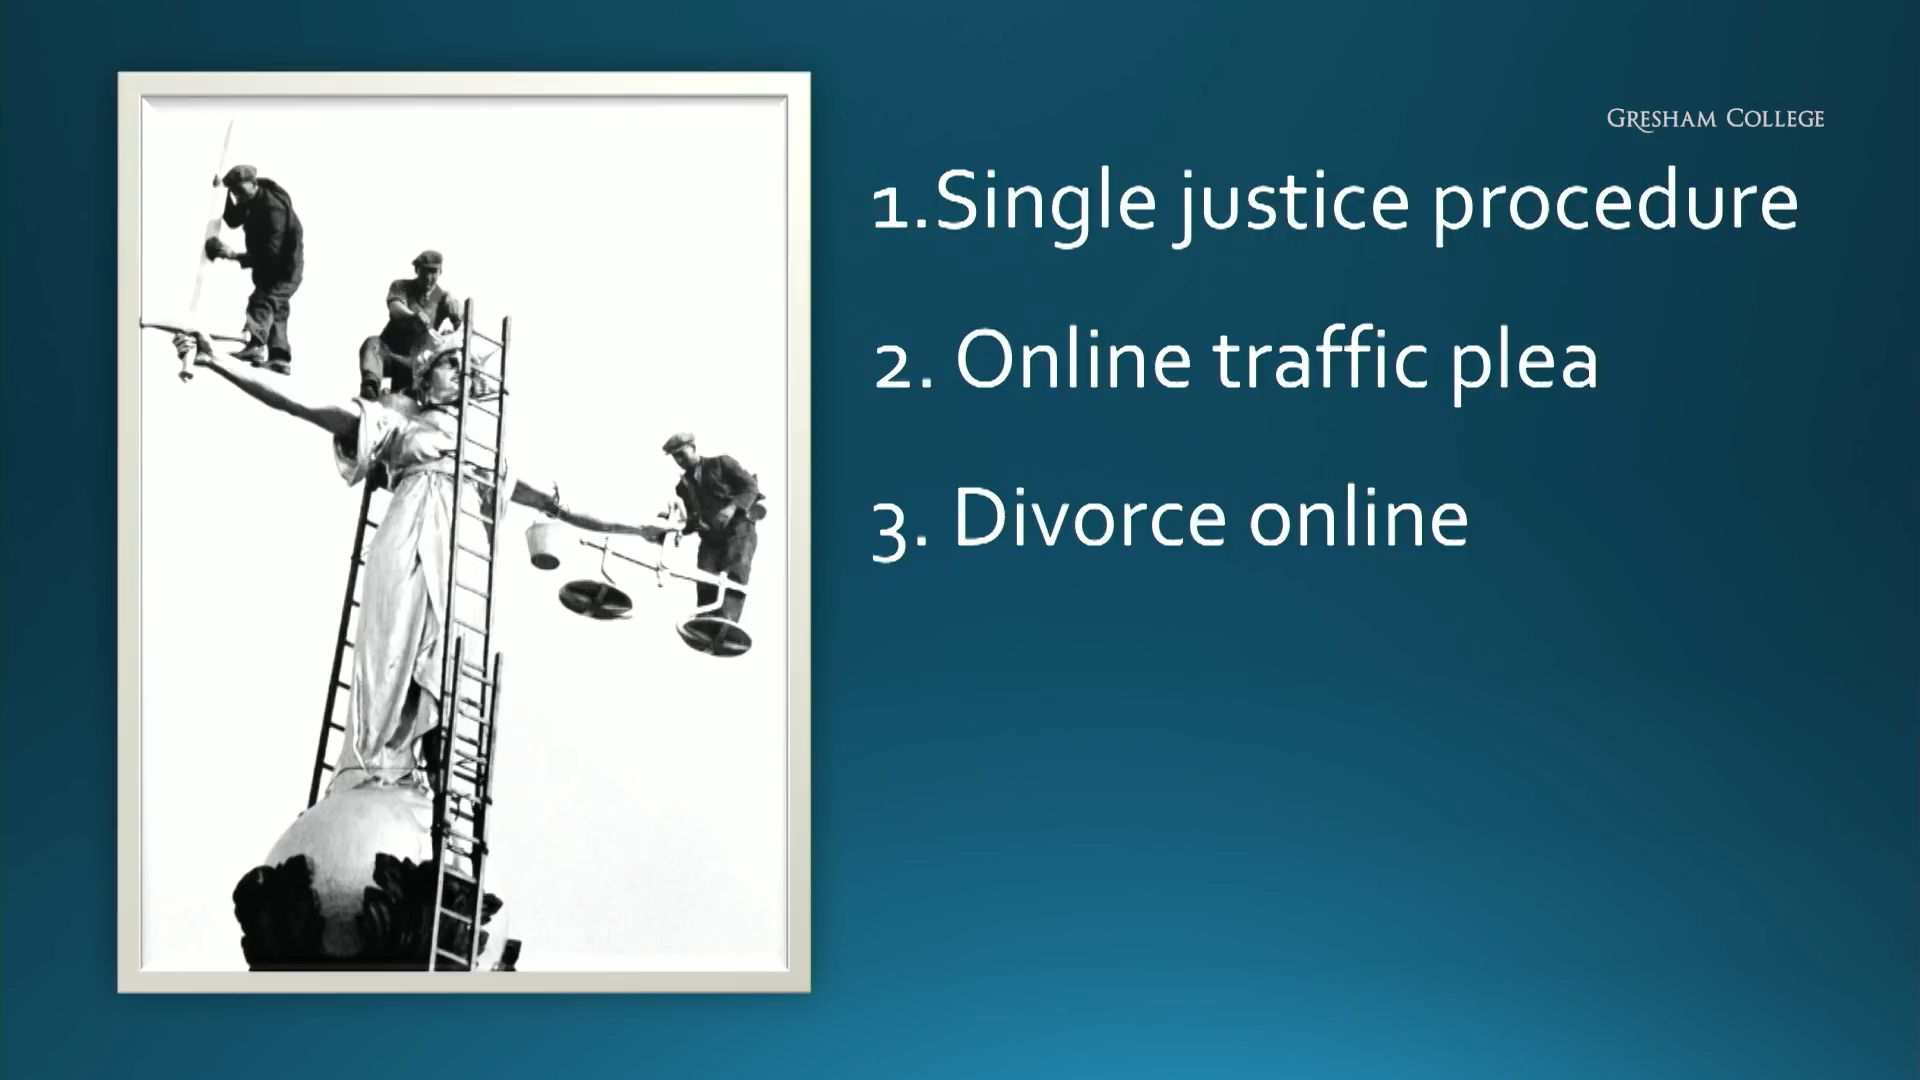 GRESHAM COLLEGE
1.Single justice procedure
2. Online traffic plea
3. Divorce online